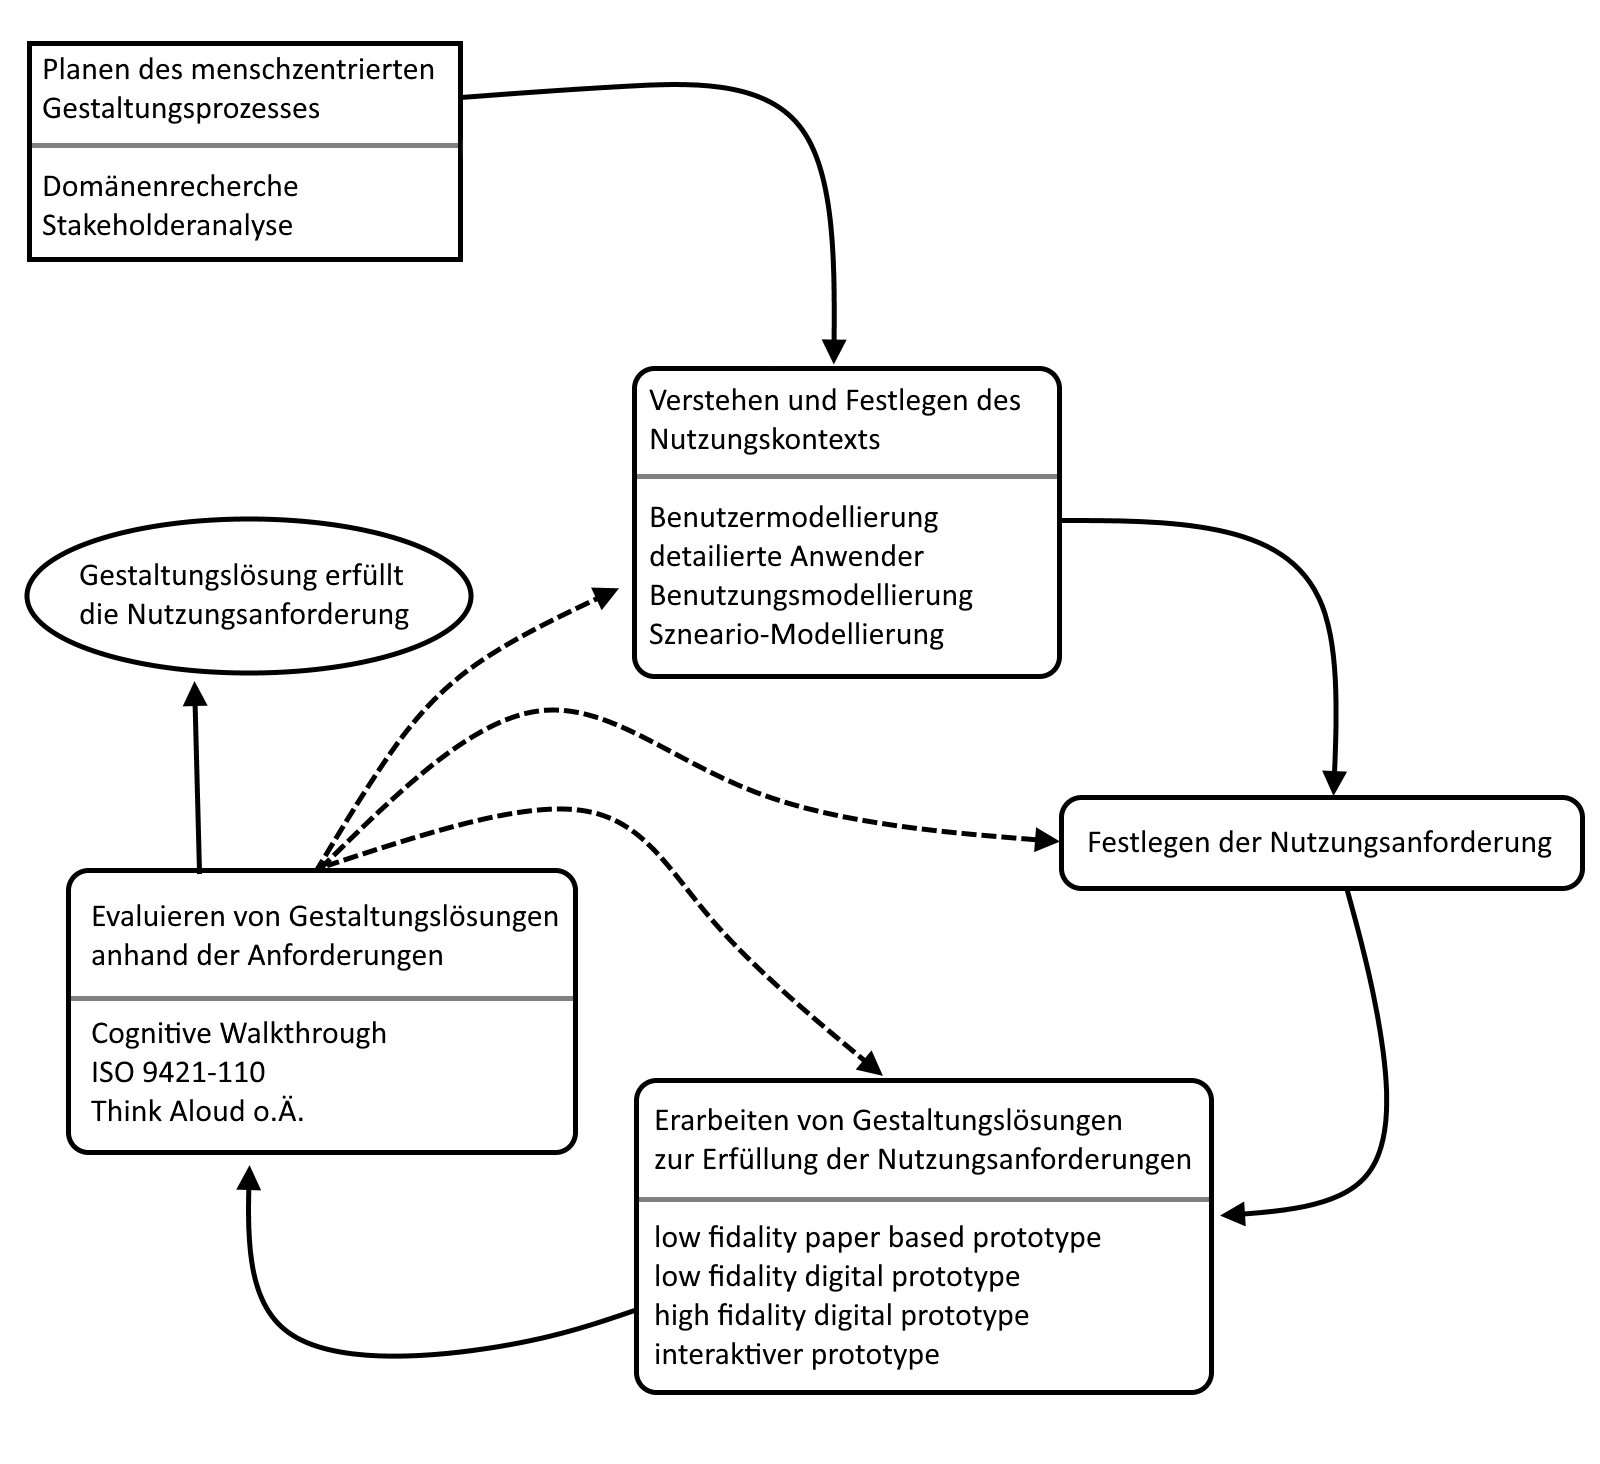 Planen des menschzentrierten
Gestaltungsprozesses
Domänenrecherche
Stakeholderanalyse
Verstehen und Festlegen des
Nutzungskontexts
Benutzermodellierung
detailierte Anwender
Benutzungsmodellierung
Szneario-Modellierung
Gestaltungslösung erfüllt
die Nutzungsanforderung
Festlegen der Nutzungsanforderung
Evaluieren von Gestaltungslösungen
anhand der Anforderungen
Cognitive Walkthrough
ISO 9421-110
Think Aloud o.Ä.
Erarbeiten von Gestaltungslösungen
zur Erfüllung der Nutzungsanforderungen
low fidality paper based prototype
low fidality digital prototype
high fidality digital prototype
interaktiver prototype